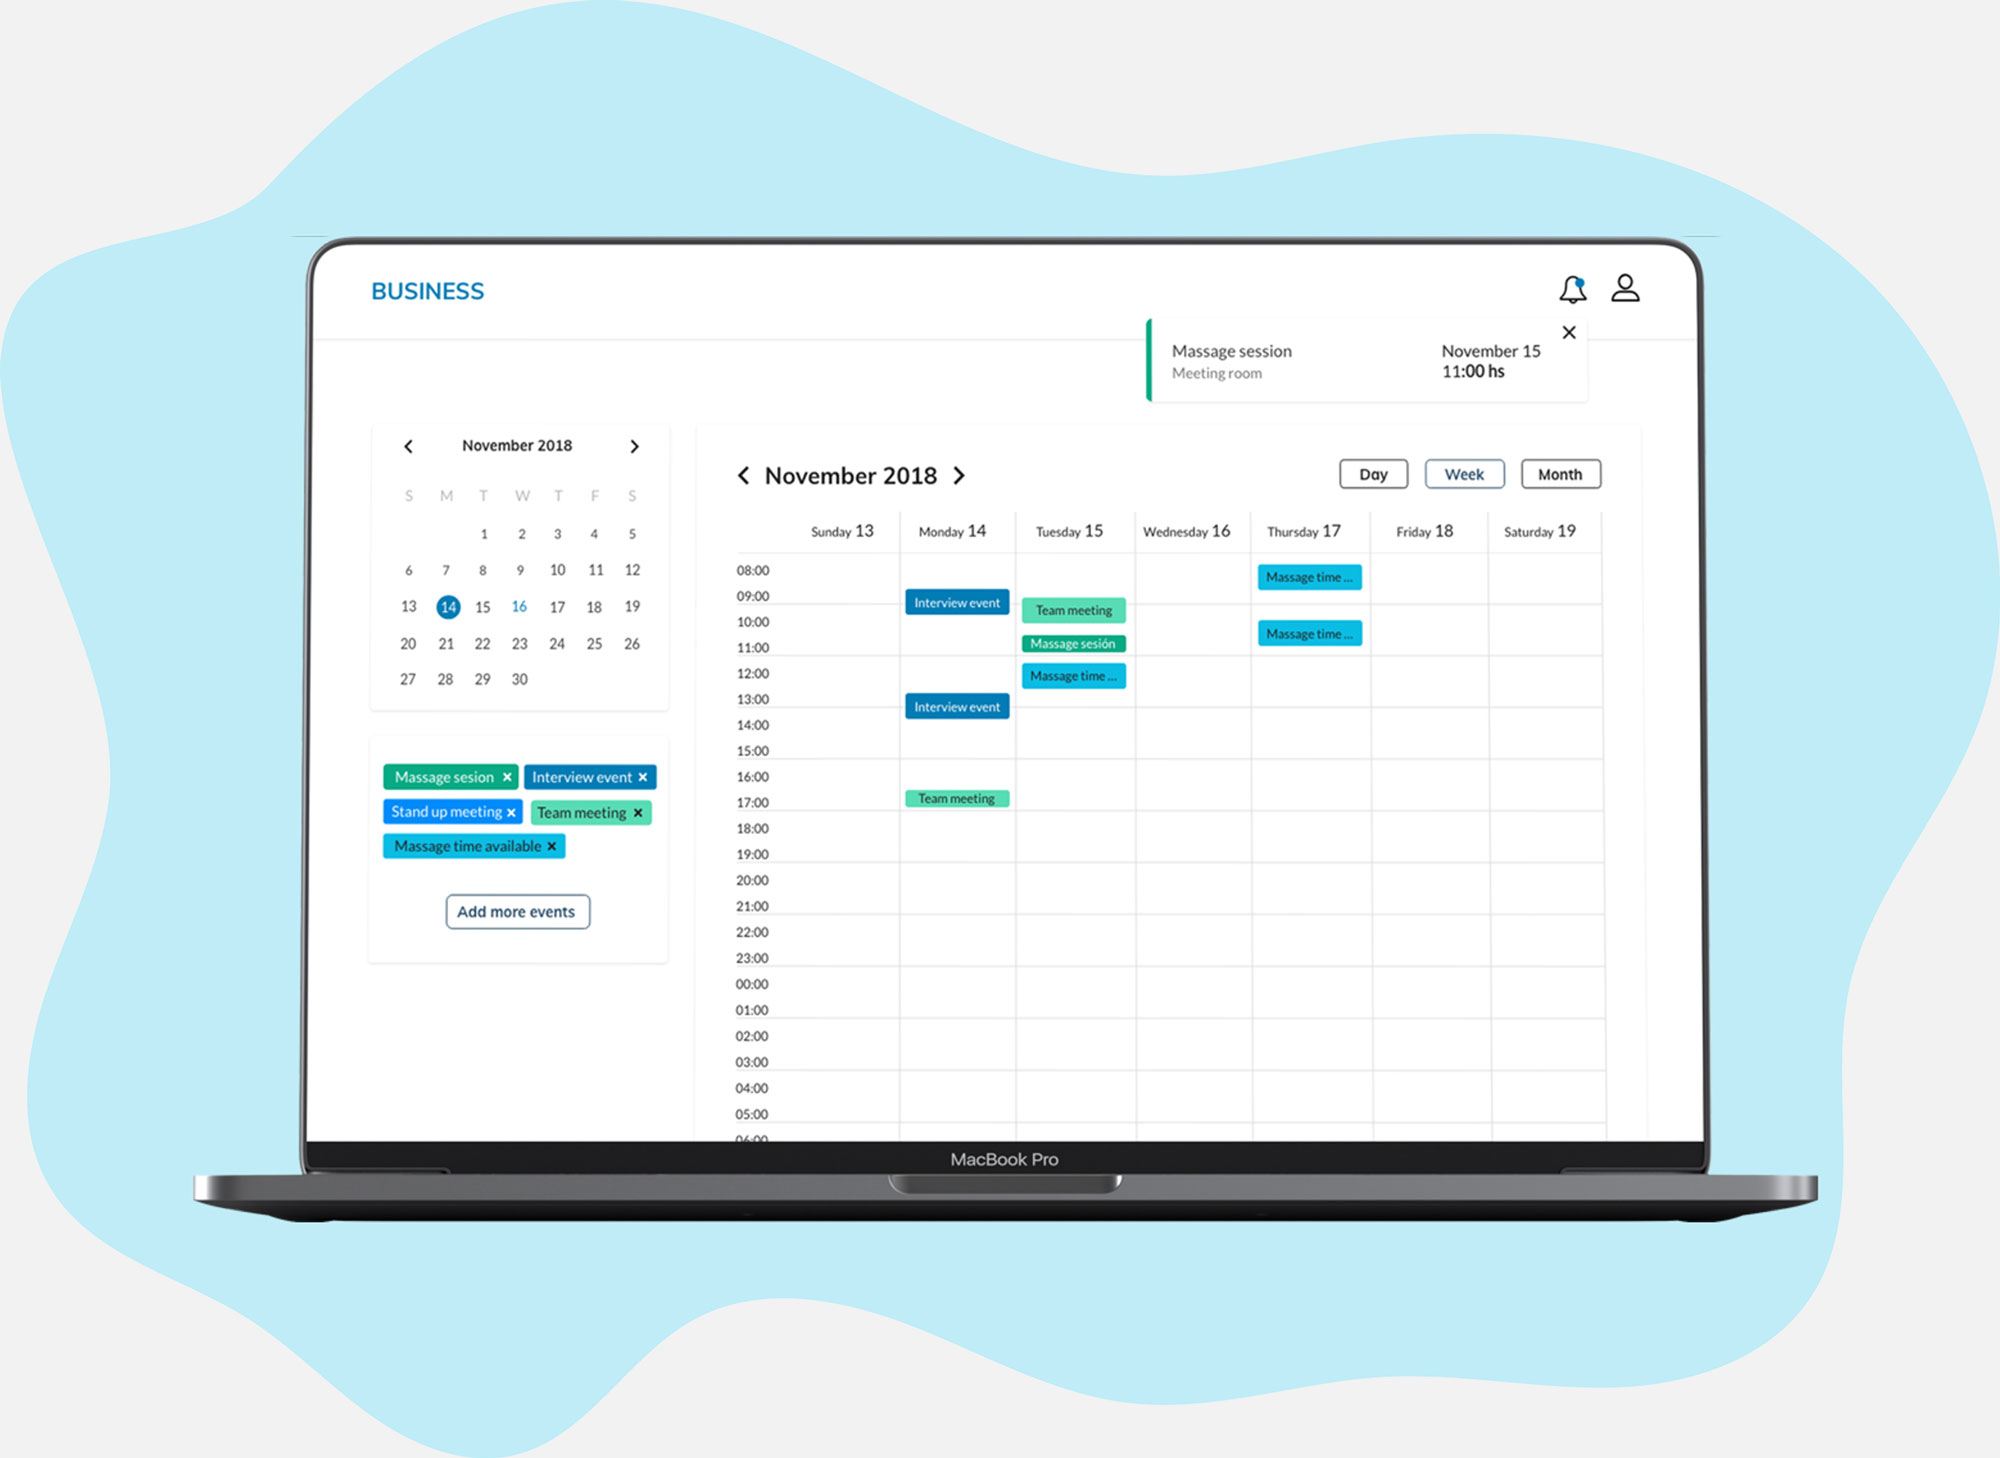 BUSINESS
Massage session November 15
Meeting room 11:00 hs
November 2018
S M T W T F S
1 2 3 4 5
6 7 8 9 10 11 12
13 14 15 16 17 18 19
20 21 22 23 24 25 26
27 28 29 30
Massage sesion × Interview event ×
Stand up meeting × Team meeting ×
Massage time available ×
Add more events
November 2018 Day Week Month
Sunday 13 Monday 14 Tuesday 15 Wednesday 16 Thursday 17 Friday 18 Saturday 19
08:00 Massage time ...
09:00 Interview event
Team meeting
10:00
Massage time ...
11:00 Massage sesión
12:00 Massage time ...
13:00 Interview event
14:00
15:00
16:00
17:00 Team meeting
18:00
19:00
20:00
21:00
22:00
23:00
00:00
01:00
02:00
03:00
04:00
05:00
06:00
MacBook Pro